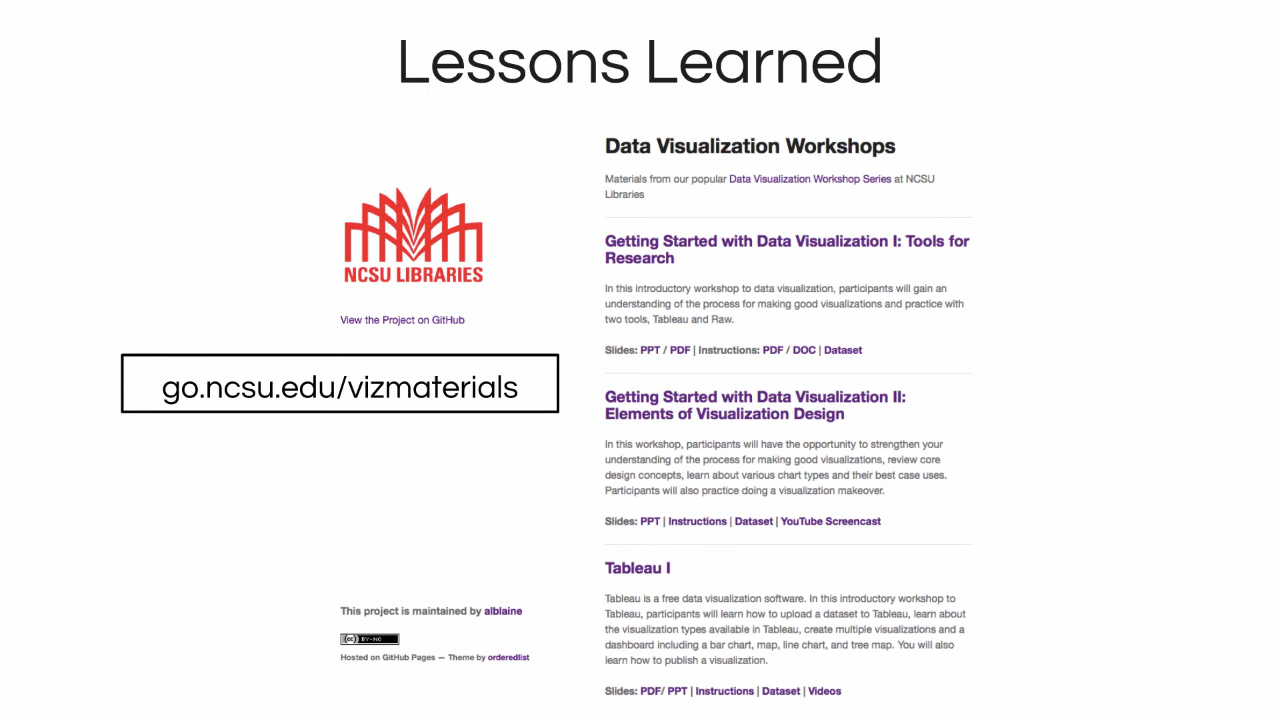 Lessons Learned
NCSU LIBRARIES
View the Project on GitHub
go.ncsu.edu/vizmaterials
This project is maintained by alblaine
(cc) BY-NC
Hosted on GitHub Pages — Theme by orderedlist
Data Visualization Workshops
Materials from our popular Data Visualization Workshop Series at NCSU
Libraries
Getting Started with Data Visualization I: Tools for
Research
In this introductory workshop to data visualization, participants will gain an
understanding of the process for making good visualizations and practice with
two tools, Tableau and Raw.
Slides: PPT / PDF | Instructions: PDF / DOC | Dataset
Getting Started with Data Visualization II:
Elements of Visualization Design
In this workshop, participants will have the opportunity to strengthen your
understanding of the process for making good visualizations, review core
design concepts, learn about various chart types and their best case uses.
Participants will also practice doing a visualization makeover.
Slides: PPT | Instructions | Dataset | YouTube Screencast
Tableau I
Tableau is a free data visualization software. In this introductory workshop to
Tableau, participants will learn how to upload a dataset to Tableau, learn about
the visualization types available in Tableau, create multiple visualizations and a
dashboard including a bar chart, map, line chart, and tree map. You will also
learn how to publish a visualization.
Slides: PDF/ PPT | Instructions | Dataset | Videos